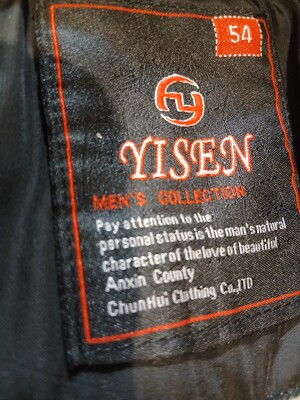 54
YISEN
MEN'S COLLECTION
Pay attention to the
personal status is the man's natural
character of the love of beautiful
Anxin County
ChunHui Clathing Co.,lTD